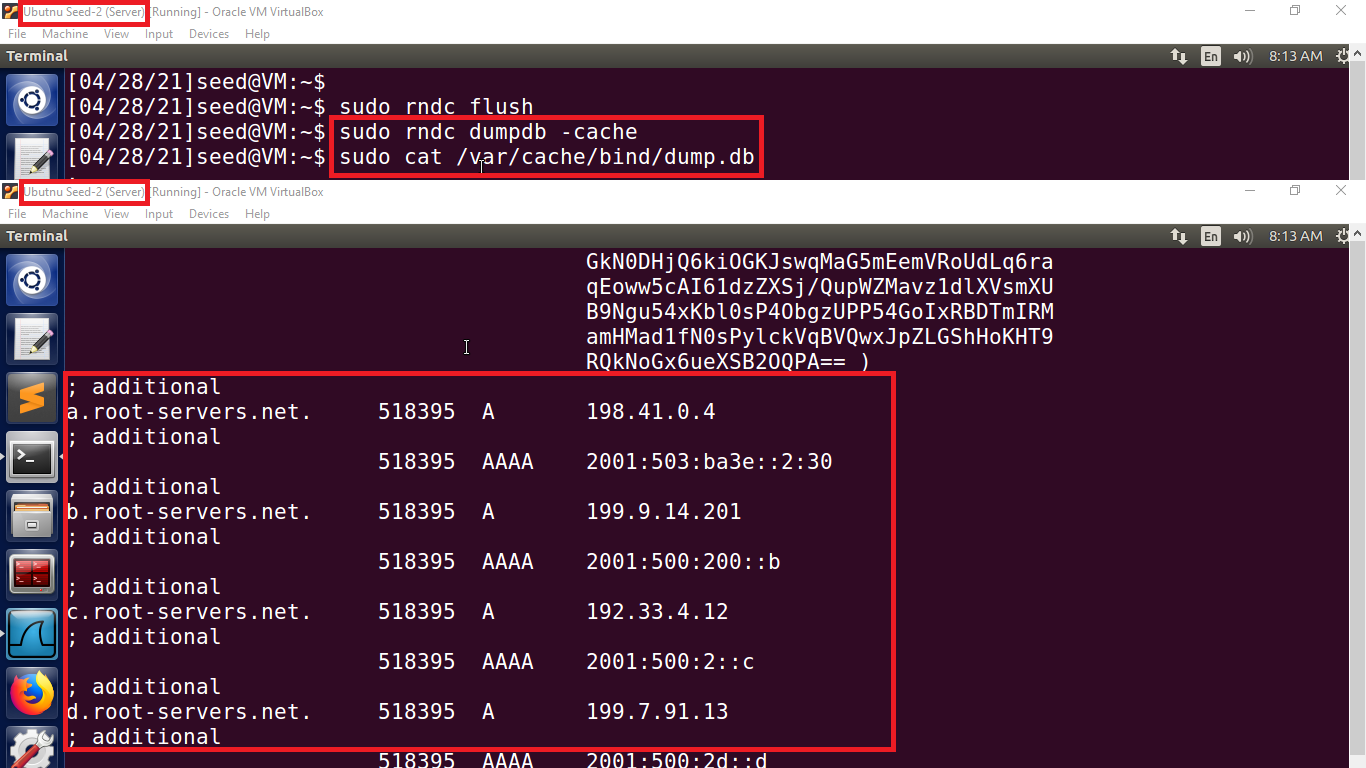 Ubutnu Seed-2 (Server) [Running] - Oracle VM VirtualBox
File Machine View Input Devices Help
Terminal En 8:13 AM
[04/28/21]seed@VM:~$
[04/28/21]seed@VM:~$ sudo rndc flush
[04/28/21]seed@VM:~$ sudo rndc dumpdb -cache
[04/28/21]seed@VM:~$ sudo cat /var/cache/bind/dump.db
Ubutnu Seed-2 (Server) [Running] - Oracle VM VirtualBox
File Machine View Input Devices Help
Terminal En 8:13 AM
GkN0DHjQ6kiOGKJswqMaG5mEemVRoUdLq6ra
qEoww5cAI61dzZXSj/QupWZMavz1dlXVsmXU
B9Ngu54xKbl0sP4ObgzUPP54GoIxRBDTmIRM
amHMad1fN0sPylckVqBVQwxJpZLGShHoKHT9
RQkNoGx6ueXSB2OQPA== )
; additional
a.root-servers.net. 518395 A 198.41.0.4
; additional
518395 AAAA 2001:503:ba3e::2:30
; additional
b.root-servers.net. 518395 A 199.9.14.201
; additional
518395 AAAA 2001:500:200::b
; additional
c.root-servers.net. 518395 A 192.33.4.12
; additional
518395 AAAA 2001:500:2::c
; additional
d.root-servers.net. 518395 A 199.7.91.13
; additional
518395 AAAA 2001:500:2d::d